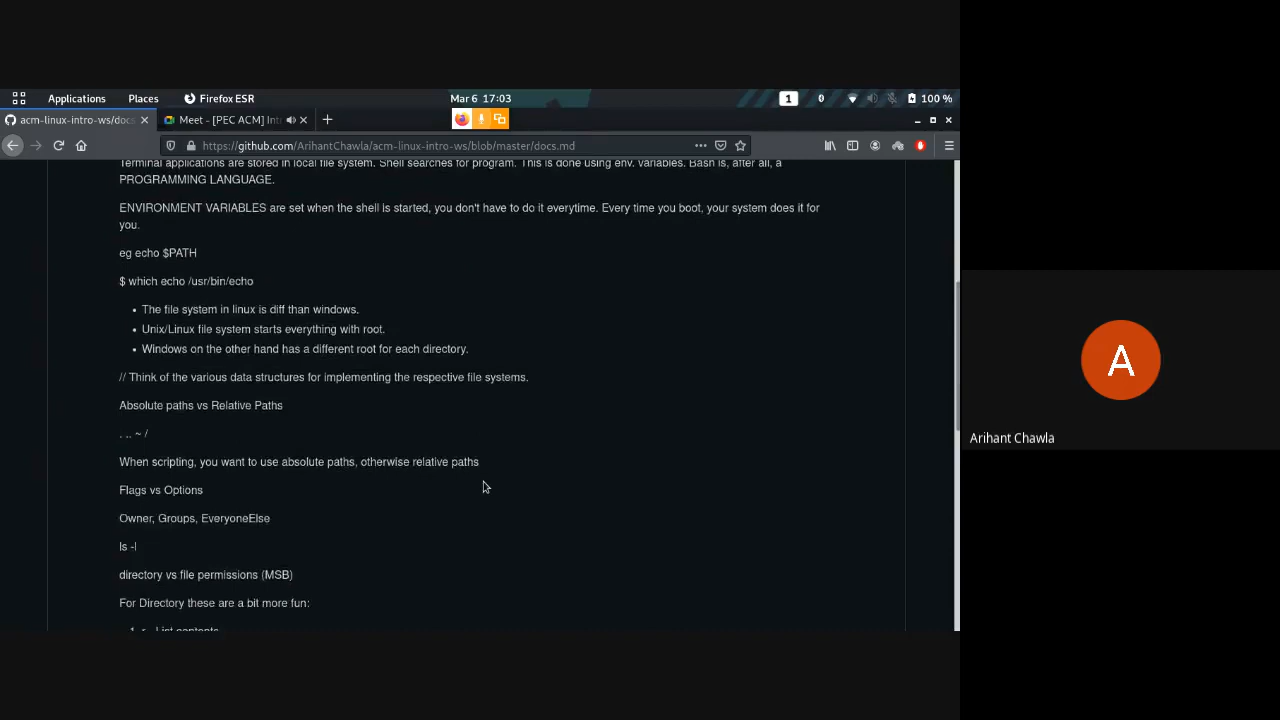 Applications Places Firefox ESR Mar 6 17:03 1 100 %
acm-linux-intro-ws/docs Meet - [PEC ACM] Int
https://github.com/ArihantChawla/acm-linux-intro-ws/blob/master/docs.md
Terminal applications are stored in local file system. Shell searches for program. This is done using env. variables. Bash is, after all, a
PROGRAMMING LANGUAGE.
ENVIRONMENT VARIABLES are set when the shell is started, you don't have to do it everytime. Every time you boot, your system does it for
you.
eg echo $PATH
$ which echo /usr/bin/echo
• The file system in linux is diff than windows.
• Unix/Linux file system starts everything with root.
• Windows on the other hand has a different root for each directory.
// Think of the various data structures for implementing the respective file systems.
Absolute paths vs Relative Paths
. .. ~ /
When scripting, you want to use absolute paths, otherwise relative paths
Flags vs Options
Owner, Groups, EveryoneElse
ls -l
directory vs file permissions (MSB)
For Directory these are a bit more fun:
1. r - List contents
A
Arihant Chawla